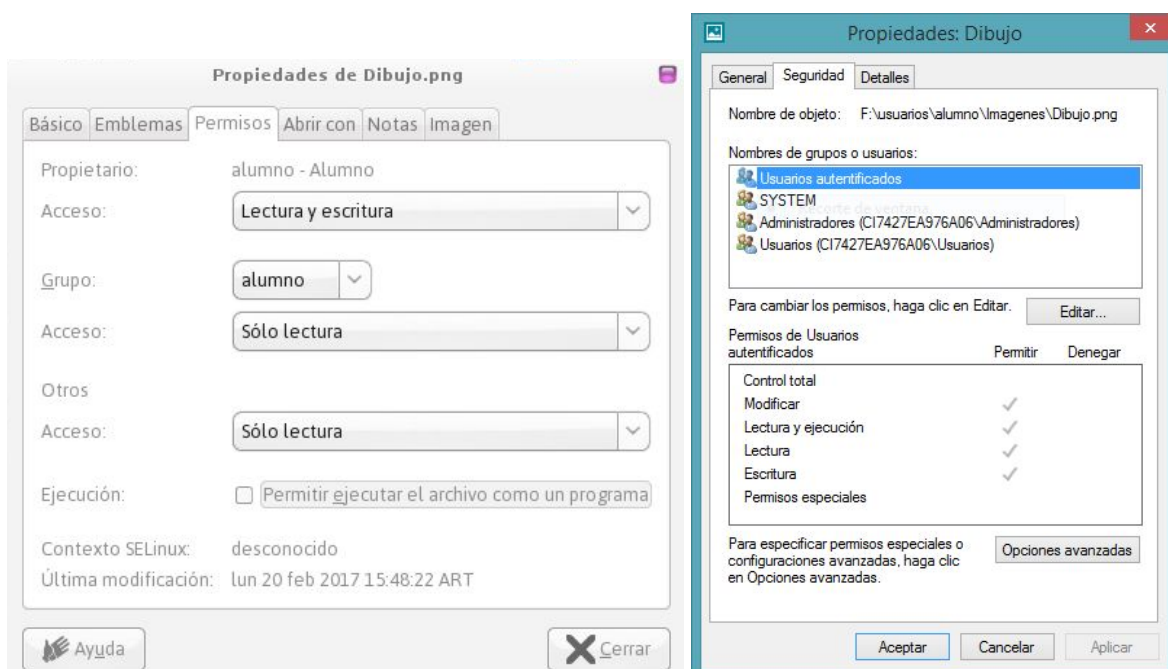 Propiedades de Dibujo.png
Básico Emblemas Permisos Abrir con Notas Imagen
Propietario: alumno - Alumno
Acceso: Lectura y escritura
Grupo: alumno
Acceso: Sólo lectura
Otros
Acceso: Sólo lectura
Ejecución: Permitir ejecutar el archivo como un programa
Contexto SELinux: desconocido
Última modificación: lun 20 feb 2017 15:48:22 ART
Ayuda Cerrar
Propiedades: Dibujo
General Seguridad Detalles
Nombre de objeto: F:\usuarios\alumno\Imagenes\Dibujo.png
Nombres de grupos o usuarios:
Usuarios autentificados
SYSTEM
Recorte de ventana
Administradores (CI7427EA976A06\Administradores)
Usuarios (CI7427EA976A06\Usuarios)
Para cambiar los permisos, haga clic en Editar. Editar...
Permisos de Usuarios
autentificados Permitir Denegar
Control total
Modificar
Lectura y ejecución
Lectura
Escritura
Permisos especiales
Para especificar permisos especiales o
configuraciones avanzadas, haga clic
en Opciones avanzadas.
Opciones avanzadas
Aceptar Cancelar Aplicar